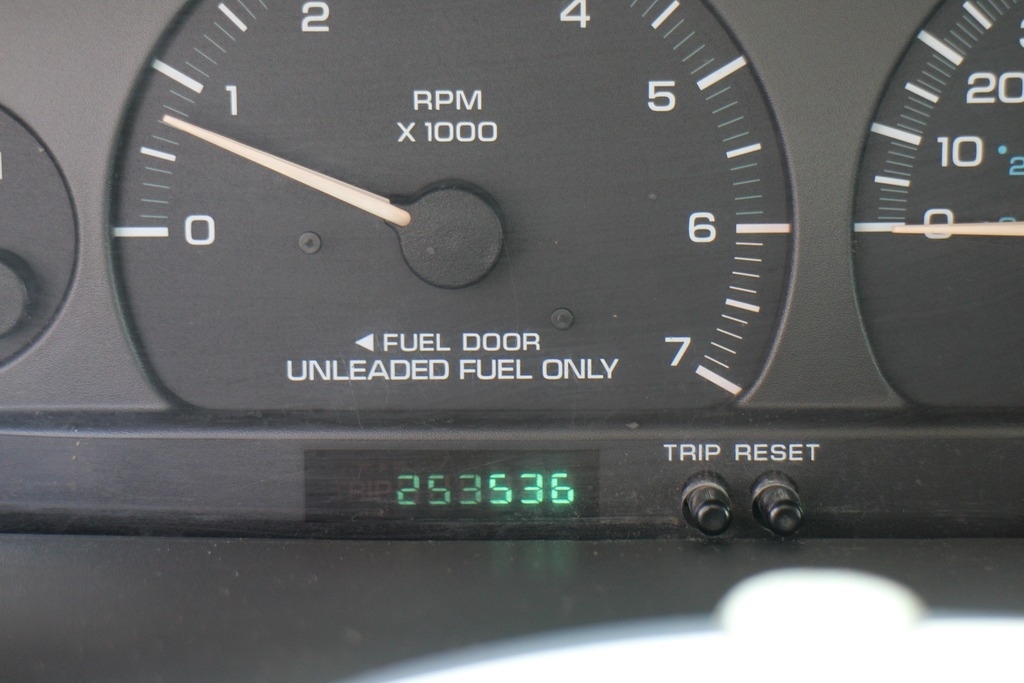 2
4
1
RPM
X 1000
5
20
10
0
6
0
◄ FUEL DOOR
UNLEADED FUEL ONLY
7
TRIP RESET
253536